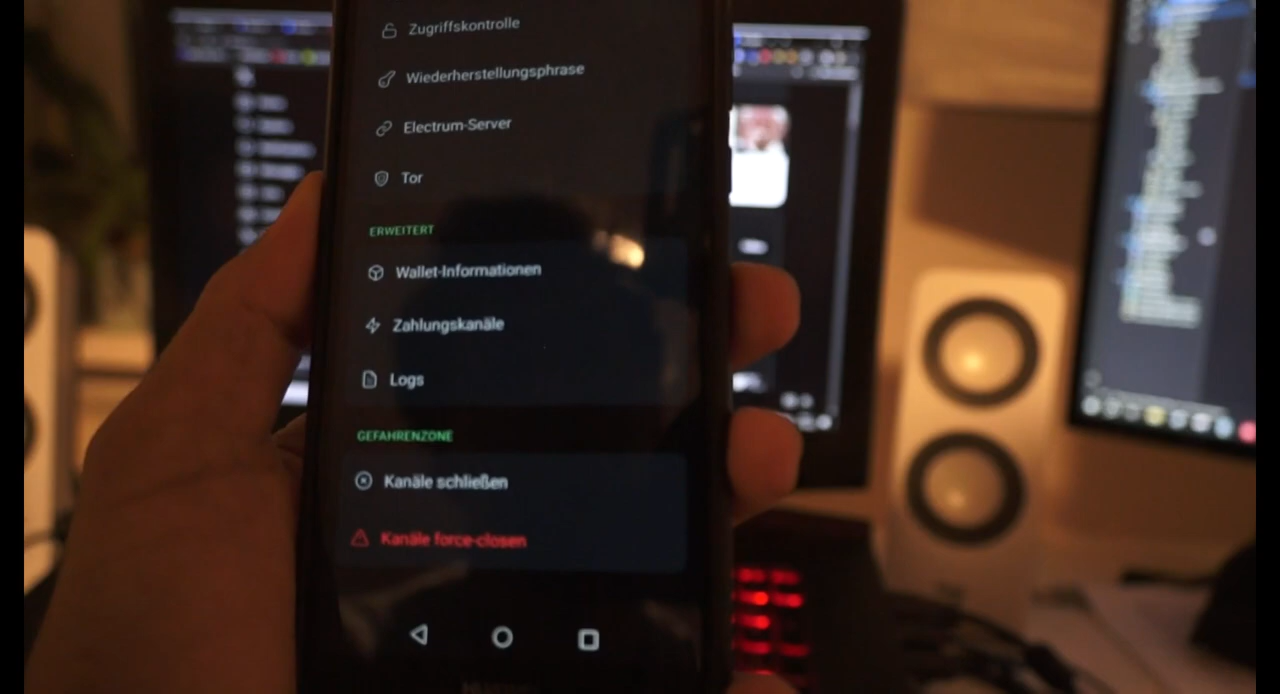 Zugriffskontrolle
Wiederherstellungsphrase
Electrum-Server
Tor
ERWEITERT
Wallet-Informationen
Zahlungskanäle
Logs
GEFAHRENZONE
Kanäle schließen
Kanäle force-closen